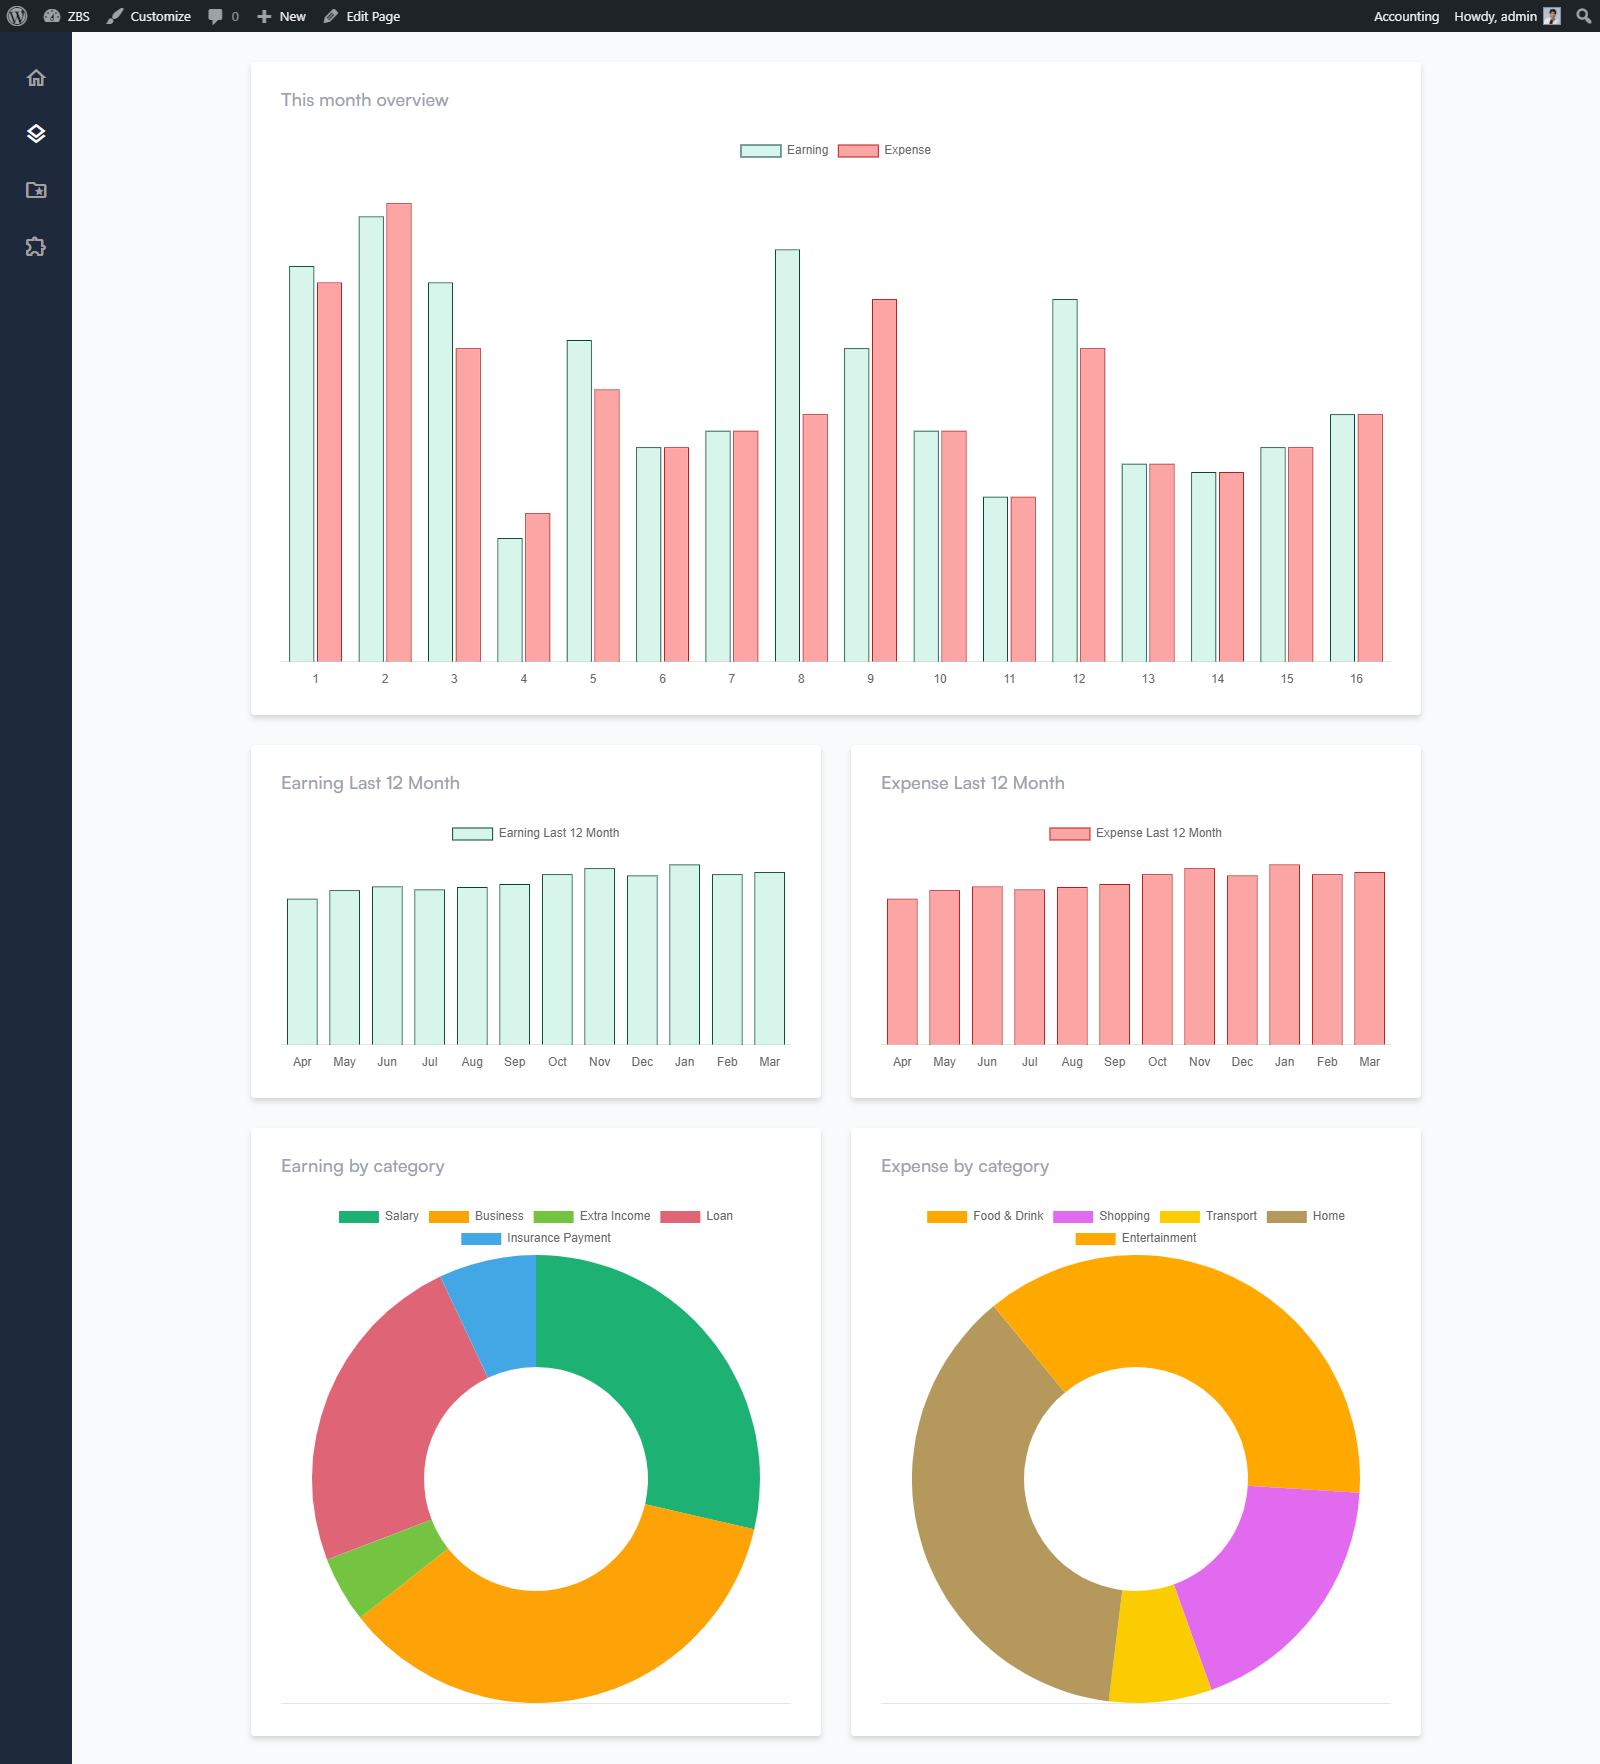 ZBS Customize 0 New Edit Page Accounting Howdy, admin
This month overview
Earning Expense
1 2 3 4 5 6 7 8 9 10 11 12 13 14 15 16
Earning Last 12 Month
Earning Last 12 Month
Apr May Jun Jul Aug Sep Oct Nov Dec Jan Feb Mar
Expense Last 12 Month
Expense Last 12 Month
Apr May Jun Jul Aug Sep Oct Nov Dec Jan Feb Mar
Earning by category
Salary Business Extra Income Loan
Insurance Payment
Expense by category
Food & Drink Shopping Transport Home
Entertainment